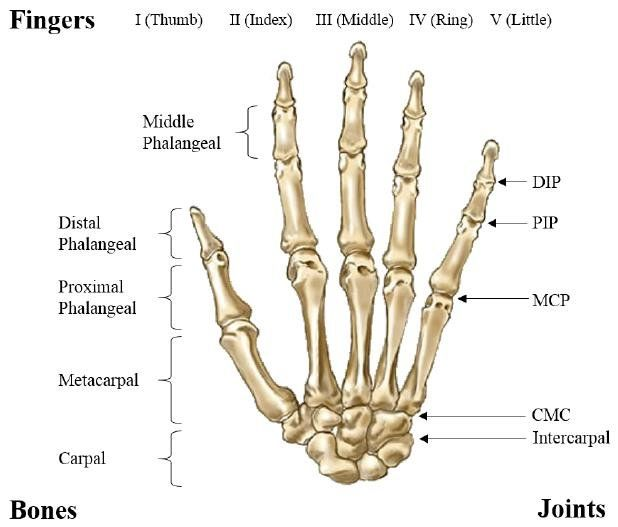 Fingers I (Thumb) II (Index) III (Middle) IV (Ring) V (Little)
Middle
Phalangeal
DIP
Distal
Phalangeal
PIP
Proximal
Phalangeal
MCP
Metacarpal
CMC
Intercarpal
Carpal
Bones
Joints